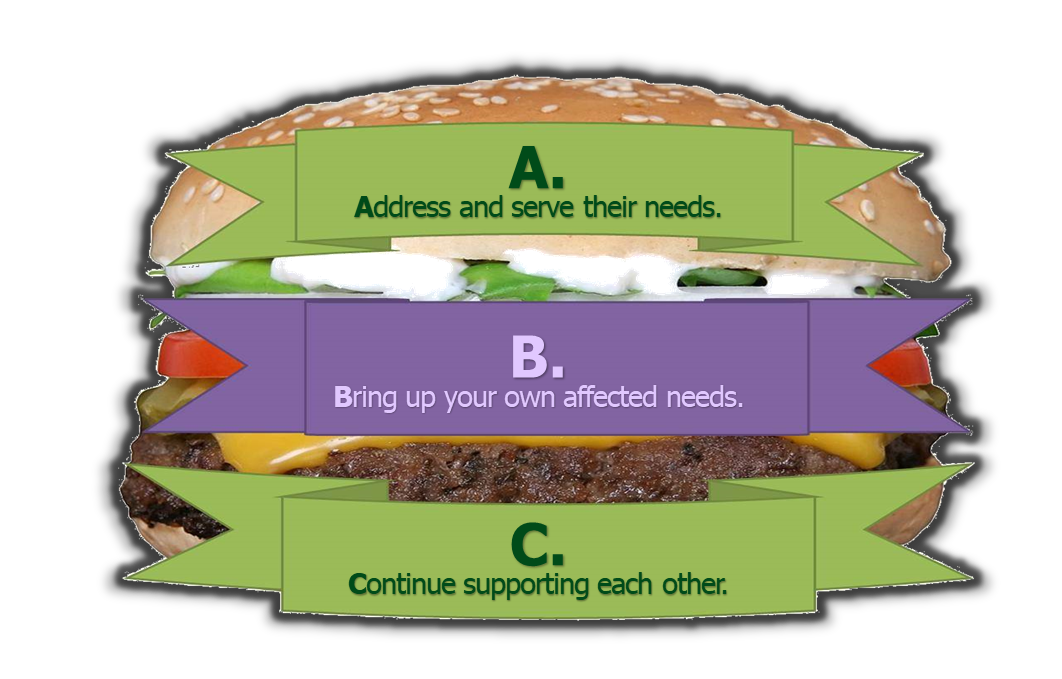 A.
Address and serve their needs.
B.
Bring up your own affected needs.
C.
Continue supporting each other.